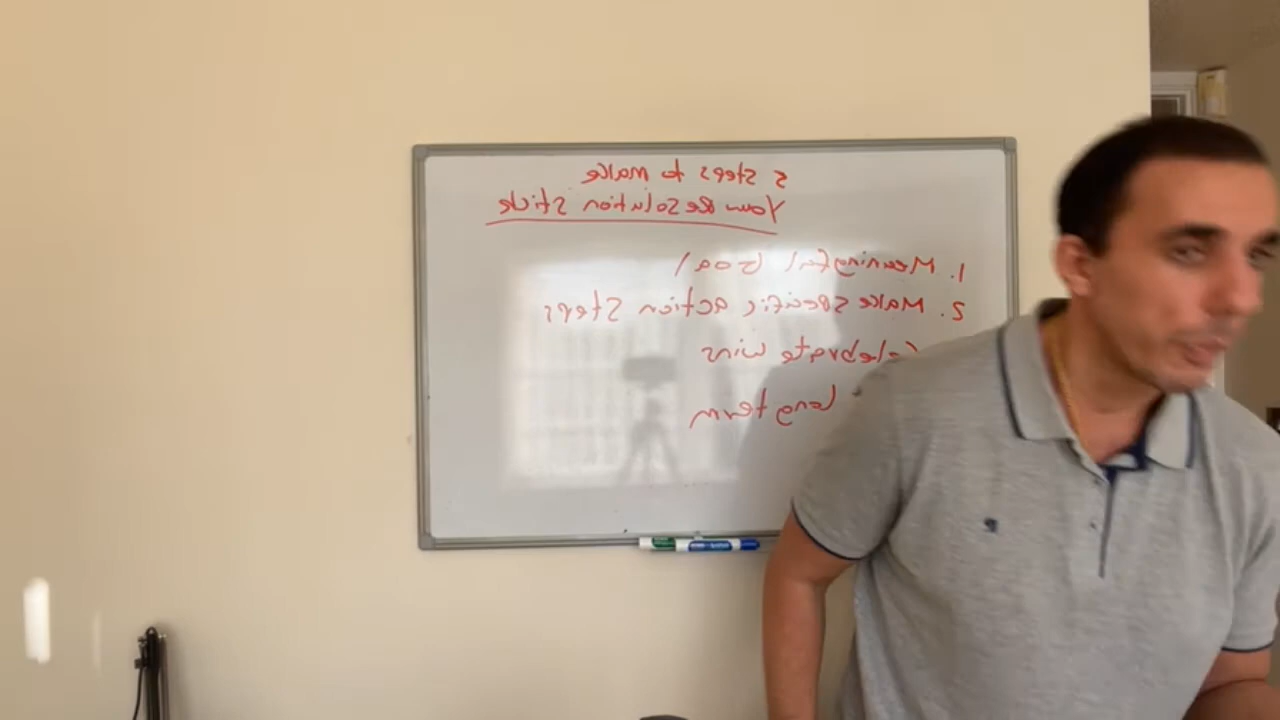 5 Steps to make
Your Resolution Stick
1. Meaningful Goal
2. Make specific action Steps
Celebrate wins
Long term